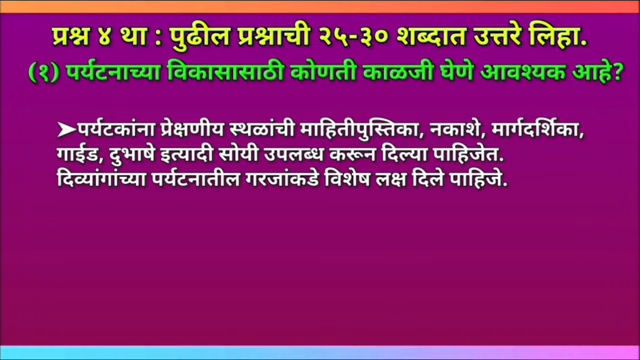 प्रश्न ४ था : पुढील प्रश्नाची २५-३० शब्दात उत्तरे लिहा.
(१) पर्यटनाच्या विकासासाठी कोणती काळजी घेणे आवश्यक आहे?
➤पर्यटकांना प्रेक्षणीय स्थळांची माहितीपुस्तिका, नकाशे, मार्गदर्शिका,
गाईड, दुभाषे इत्यादी सोयी उपलब्ध करून दिल्या पाहिजेत.
दिव्यांगांच्या पर्यटनातील गरजांकडे विशेष लक्ष दिले पाहिजे.